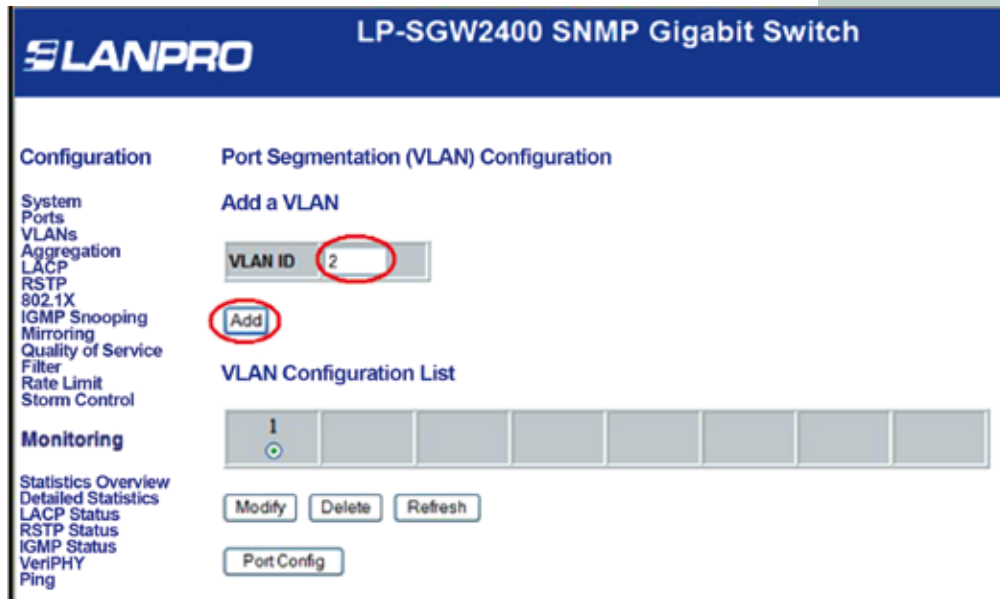 LANPRO
LP-SGW2400 SNMP Gigabit Switch
Configuration
System
Ports
VLANs
Aggregation
LACP
RSTP
802.1X
IGMP Snooping
Mirroring
Quality of Service
Filter
Rate Limit
Storm Control
Monitoring
Statistics Overview
Detailed Statistics
LACP Status
RSTP Status
IGMP Status
VeriPHY
Ping
Port Segmentation (VLAN) Configuration
Add a VLAN
VLAN ID 2
Add
VLAN Configuration List
1
Modify Delete Refresh
Port Config